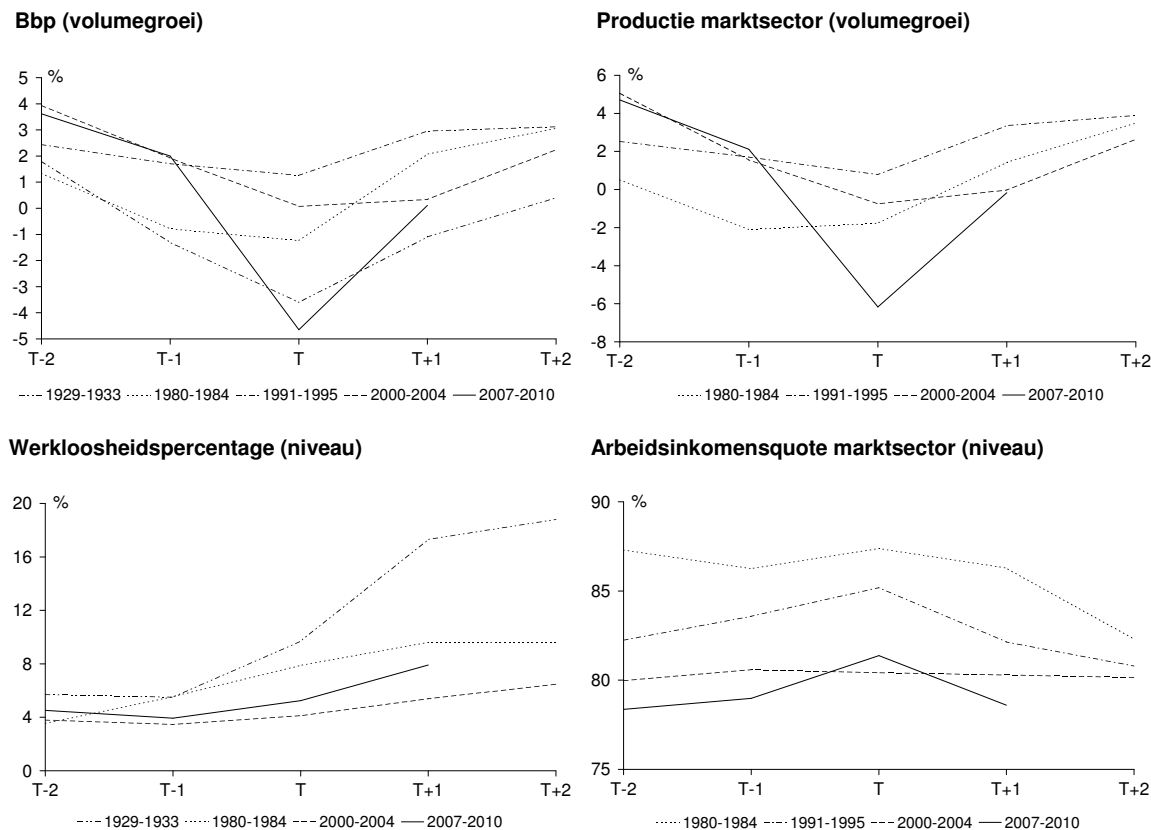 Bbp (volumegroei)
%
5
4
3
2
1
0
-1
-2
-3
-4
-5
T-2 T-1 T T+1 T+2
1929-1933 1980-1984 1991-1995 2000-2004 2007-2010
Productie marktsector (volumegroei)
%
6
4
2
0
-2
-4
-6
-8
T-2 T-1 T T+1 T+2
1980-1984 1991-1995 2000-2004 2007-2010
Werkloosheidspercentage (niveau)
%
20
16
12
8
4
0
T-2 T-1 T T+1 T+2
1929-1933 1980-1984 2000-2004 2007-2010
Arbeidsinkomensquote marktsector (niveau)
%
90
85
80
75
T-2 T-1 T T+1 T+2
1980-1984 1991-1995 2000-2004 2007-2010